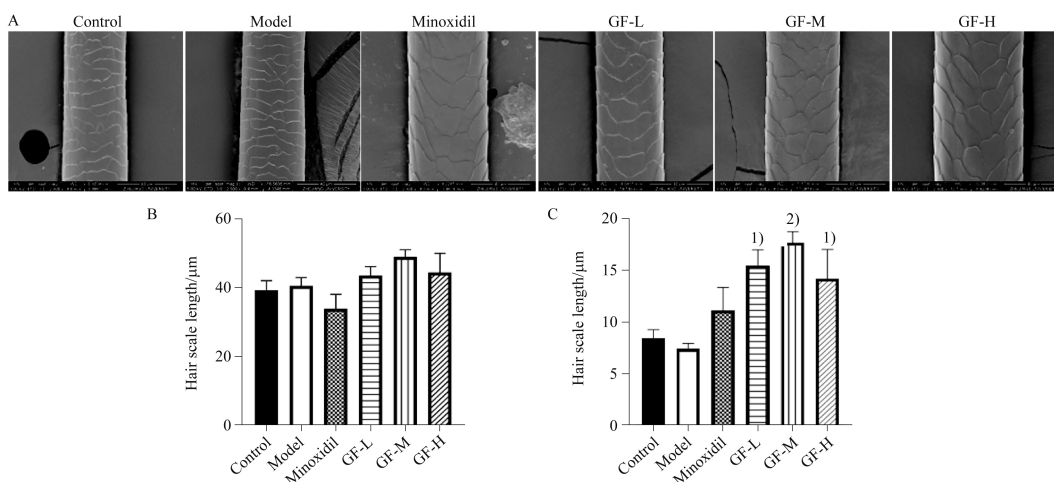 A
Control Model Minoxidil GF-L GF-M GF-H
B
60
40
20
0
Hair scale length/μm
Control Model Minoxidil GF-L GF-M GF-H
C
20
15
10
5
0
Hair scale length/μm
1) 2) 1)
Control Model Minoxidil GF-L GF-M GF-H